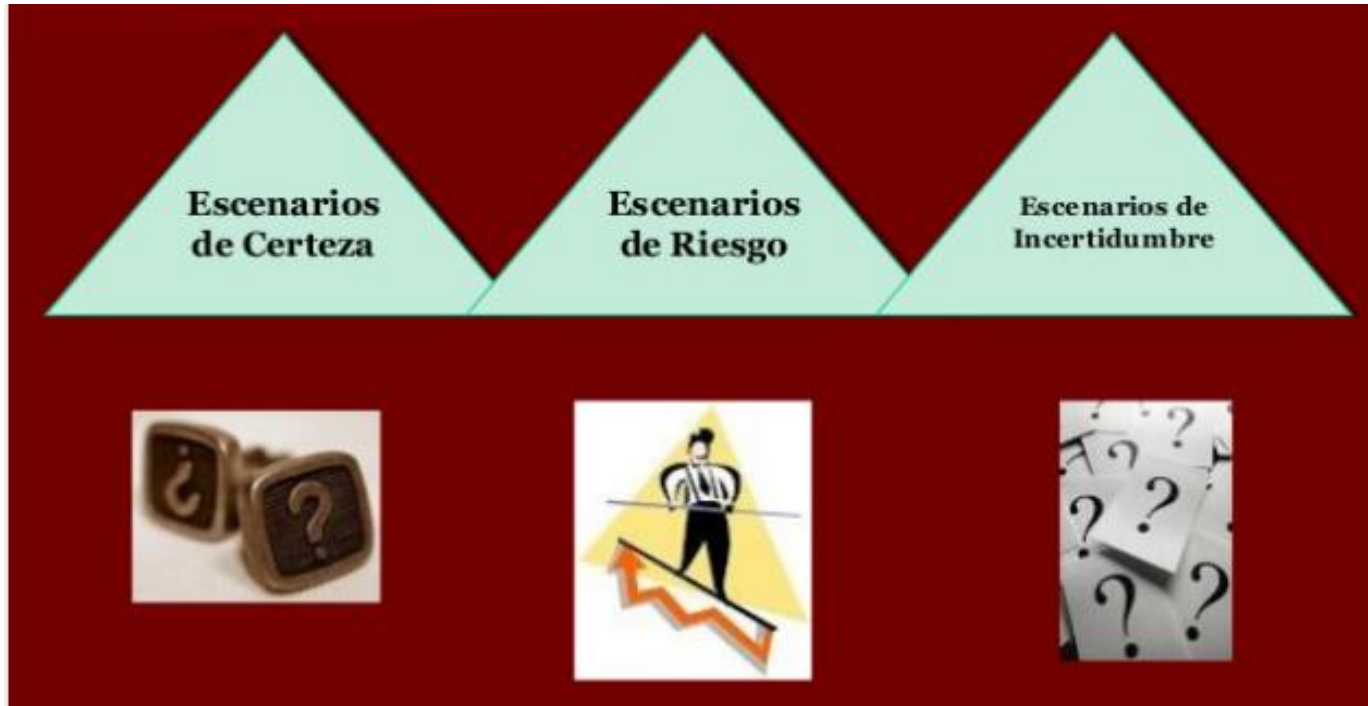 Escenarios
de Certeza
Escenarios
de Riesgo
Escenarios de
Incertidumbre
¿
?
?
?
?
?
?
?